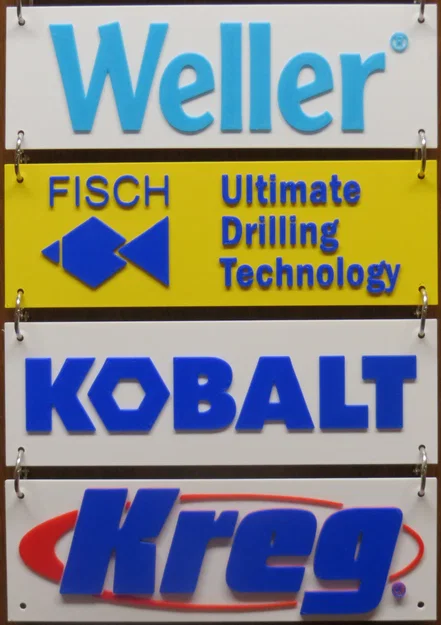 Weller®
FISCH
Ultimate
Drilling
Technology
KOBALT
Kreg